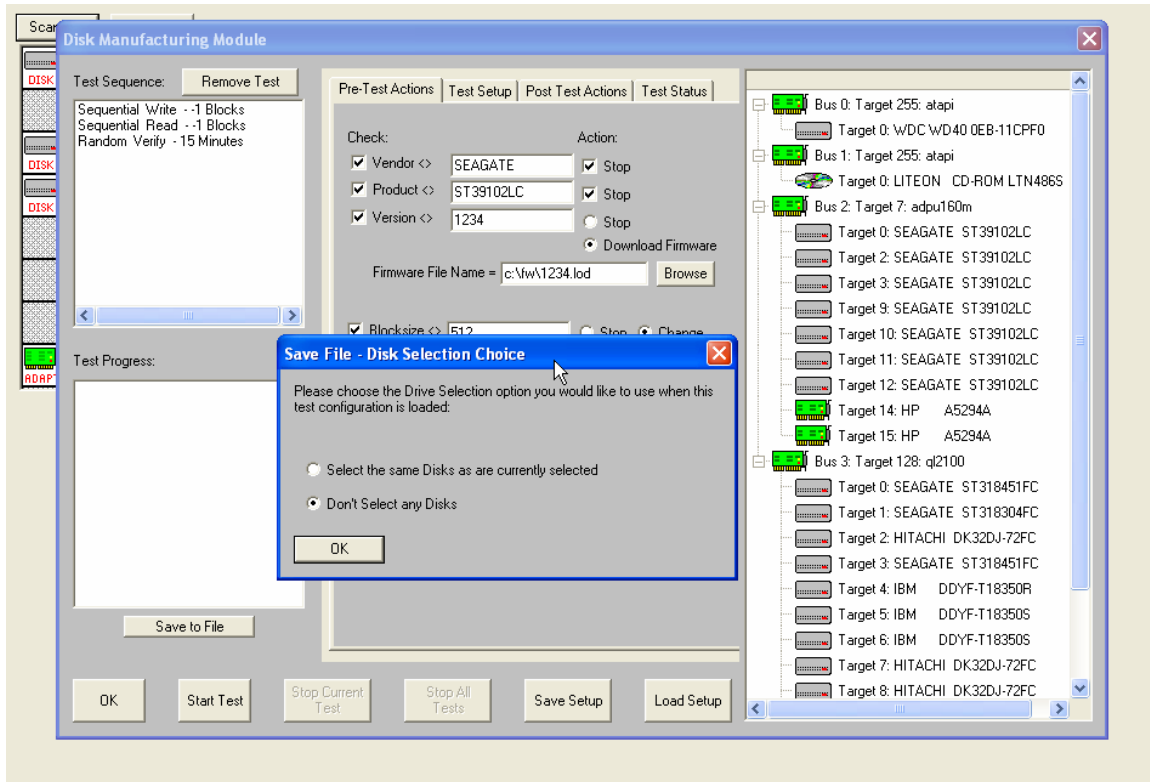 Scan
DISK
DISK
DISK
ADAPT
Disk Manufacturing Module
Test Sequence:
Remove Test
Sequential Write - -1 Blocks
Sequential Read - -1 Blocks
Random Verify - 15 Minutes
Test Progress:
Save to File
Pre-Test Actions
Test Setup
Post Test Actions
Test Status
Check:
Action:
Vendor <>
SEAGATE
Stop
Product <>
ST39102LC
Stop
Version <>
1234
Stop
Download Firmware
Firmware File Name =
c:\fw\1234.lod
Browse
Blocksize <>
512
Stop
Change
Save File - Disk Selection Choice
Please choose the Drive Selection option you would like to use when this
test configuration is loaded:
Select the same Disks as are currently selected
Don't Select any Disks
OK
Bus 0: Target 255: atapi
Target 0: WDC WD40 0EB-11CPF0
Bus 1: Target 255: atapi
Target 0: LITEON CD-ROM LTN486S
Bus 2: Target 7: adpu160m
Target 0: SEAGATE ST39102LC
Target 2: SEAGATE ST39102LC
Target 3: SEAGATE ST39102LC
Target 9: SEAGATE ST39102LC
Target 10: SEAGATE ST39102LC
Target 11: SEAGATE ST39102LC
Target 12: SEAGATE ST39102LC
Target 14: HP A5294A
Target 15: HP A5294A
Bus 3: Target 128: ql2100
Target 0: SEAGATE ST318451FC
Target 1: SEAGATE ST318304FC
Target 2: HITACHI DK32DJ-72FC
Target 3: SEAGATE ST318451FC
Target 4: IBM DDYF-T18350R
Target 5: IBM DDYF-T18350S
Target 6: IBM DDYF-T18350S
Target 7: HITACHI DK32DJ-72FC
Target 8: HITACHI DK32DJ-72FC
OK
Start Test
Stop Current
Test
Stop All
Tests
Save Setup
Load Setup